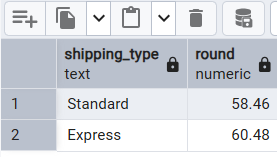 shipping_type round
text numeric
1 Standard 58.46
2 Express 60.48